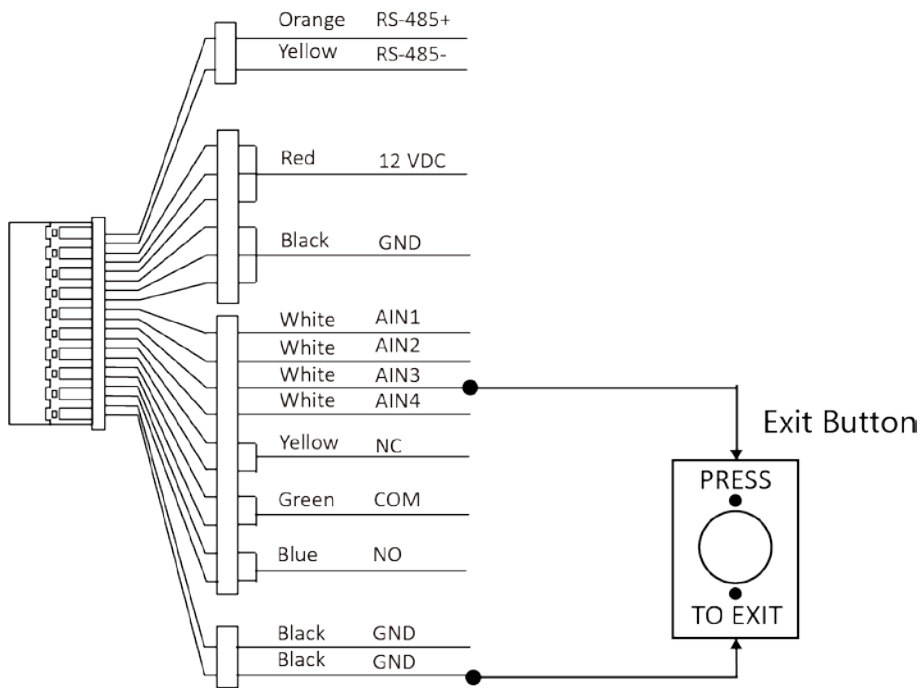 Orange RS-485+
Yellow RS-485-
Red 12 VDC
Black GND
White AIN1
White AIN2
White AIN3
White AIN4
Yellow NC
Green COM
Blue NO
Black GND
Black GND
Exit Button
PRESS
TO EXIT